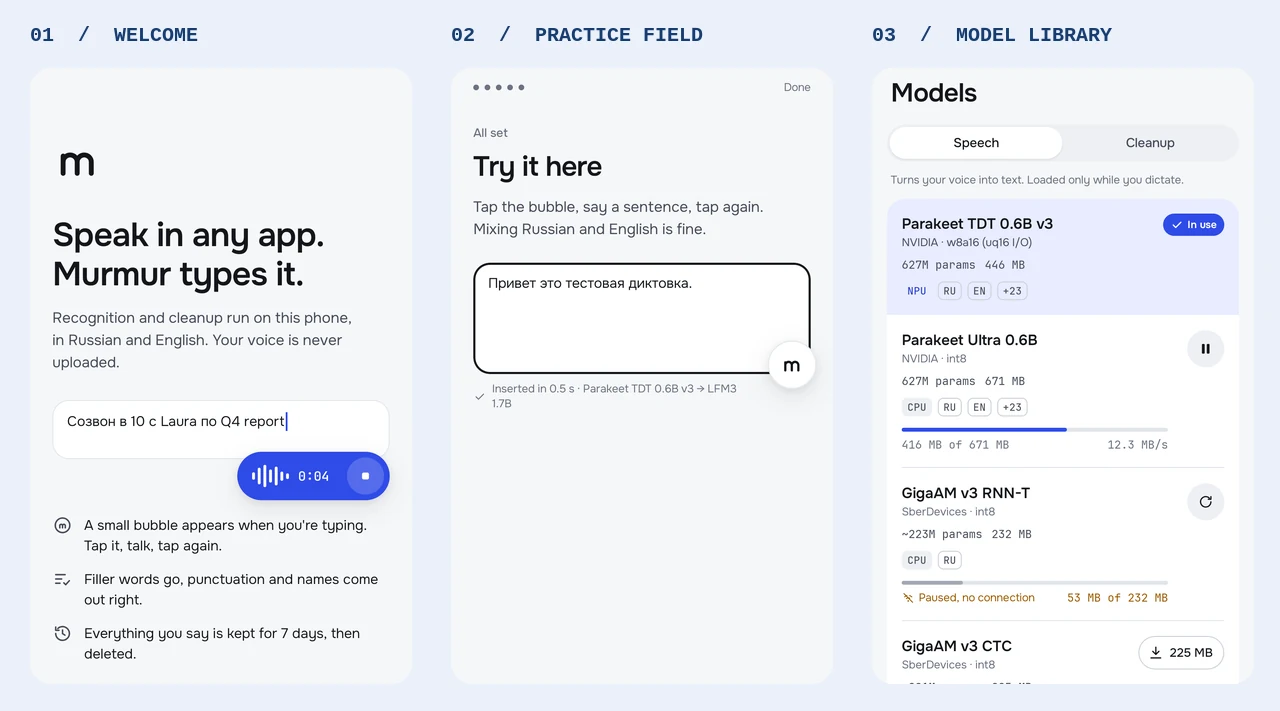 01 / WELCOME
m
Speak in any app.
Murmur types it.
Recognition and cleanup run on this phone,
in Russian and English. Your voice is never
uploaded.
Созвон в 10 с Laura по Q4 report
0:04
m
A small bubble appears when you're typing.
Tap it, talk, tap again.
Filler words go, punctuation and names come
out right.
Everything you say is kept for 7 days, then
deleted.
02 / PRACTICE FIELD
Done
All set
Try it here
Tap the bubble, say a sentence, tap again.
Mixing Russian and English is fine.
Привет это тестовая диктовка.
m
Inserted in 0.5 s · Parakeet TDT 0.6B v3 → LFM3
1.7B
03 / MODEL LIBRARY
Models
Speech Cleanup
Turns your voice into text. Loaded only while you dictate.
Parakeet TDT 0.6B v3
In use
NVIDIA · w8a16 (uq16 I/O)
627M params 446 MB
NPU RU EN +23
Parakeet Ultra 0.6B
NVIDIA · int8
627M params 671 MB
CPU RU EN +23
416 MB of 671 MB 12.3 MB/s
GigaAM v3 RNN-T
SberDevices · int8
~223M params 232 MB
CPU RU
Paused, no connection 53 MB of 232 MB
GigaAM v3 CTC
225 MB
SberDevices · int8